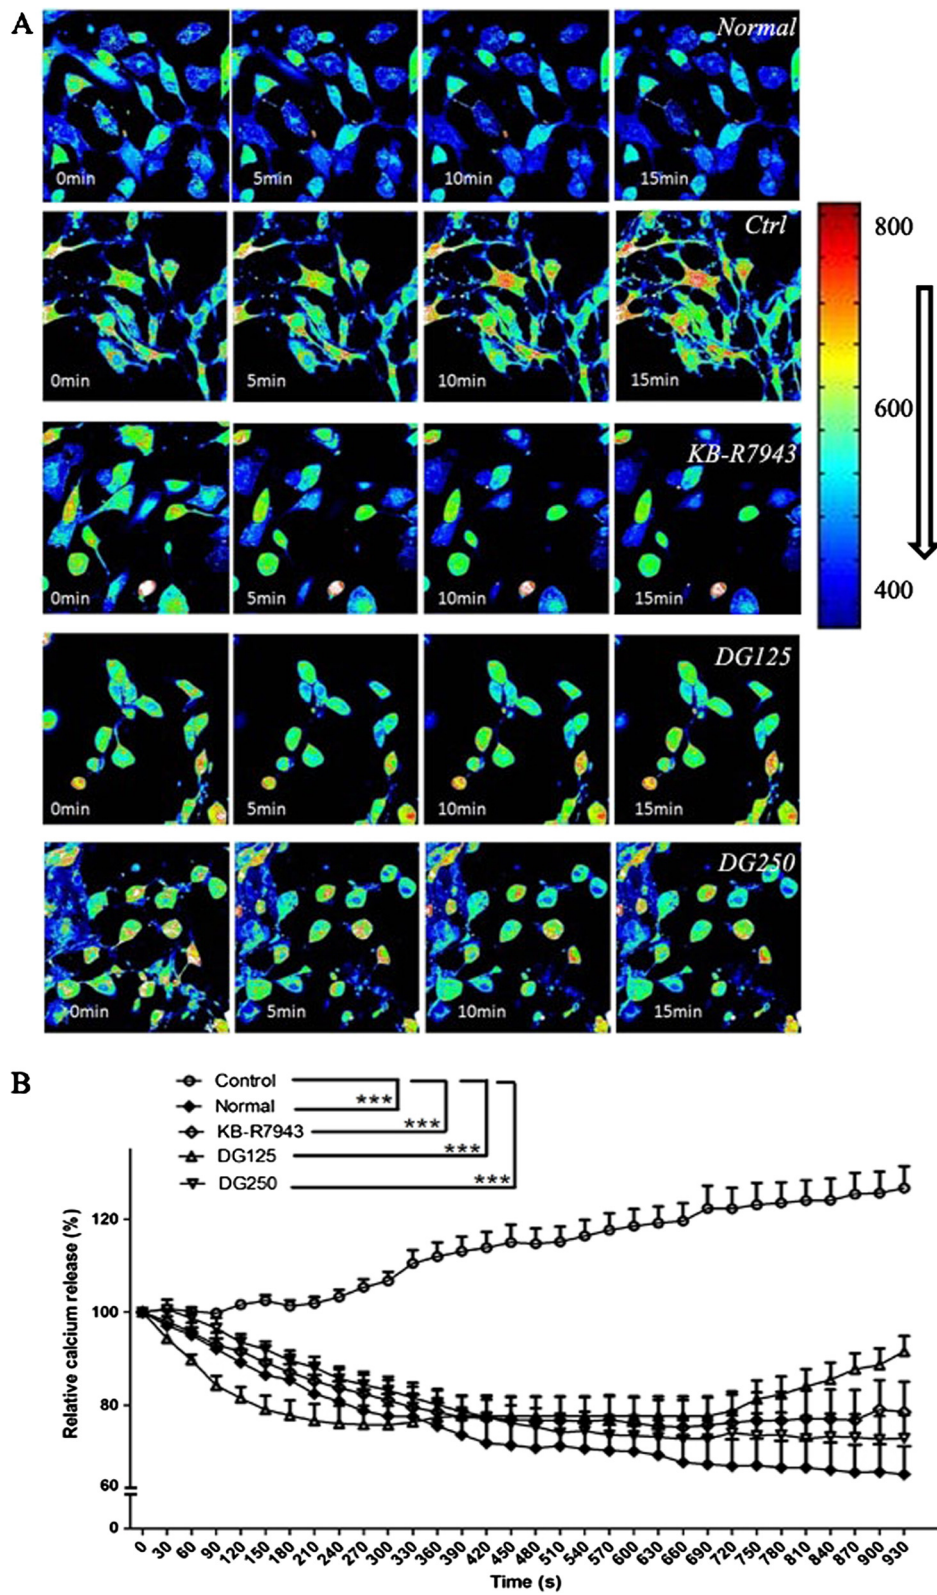 A
Normal
0min
5min
10min
15min
Ctrl
0min
5min
10min
15min
800
600
400
KB-R7943
0min
5min
10min
15min
DG125
0min
5min
10min
15min
DG250
0min
5min
10min
15min
B
Control
Normal
KB-R7943
DG125
DG250
***
***
***
***
Relative calcium release (%)
120
100
80
60
0
0 30 60 90 120 150 180 210 240 270 300 330 360 390 420 450 480 510 540 570 600 630 660 690 720 750 780 810 840 870 900 930
Time (s)